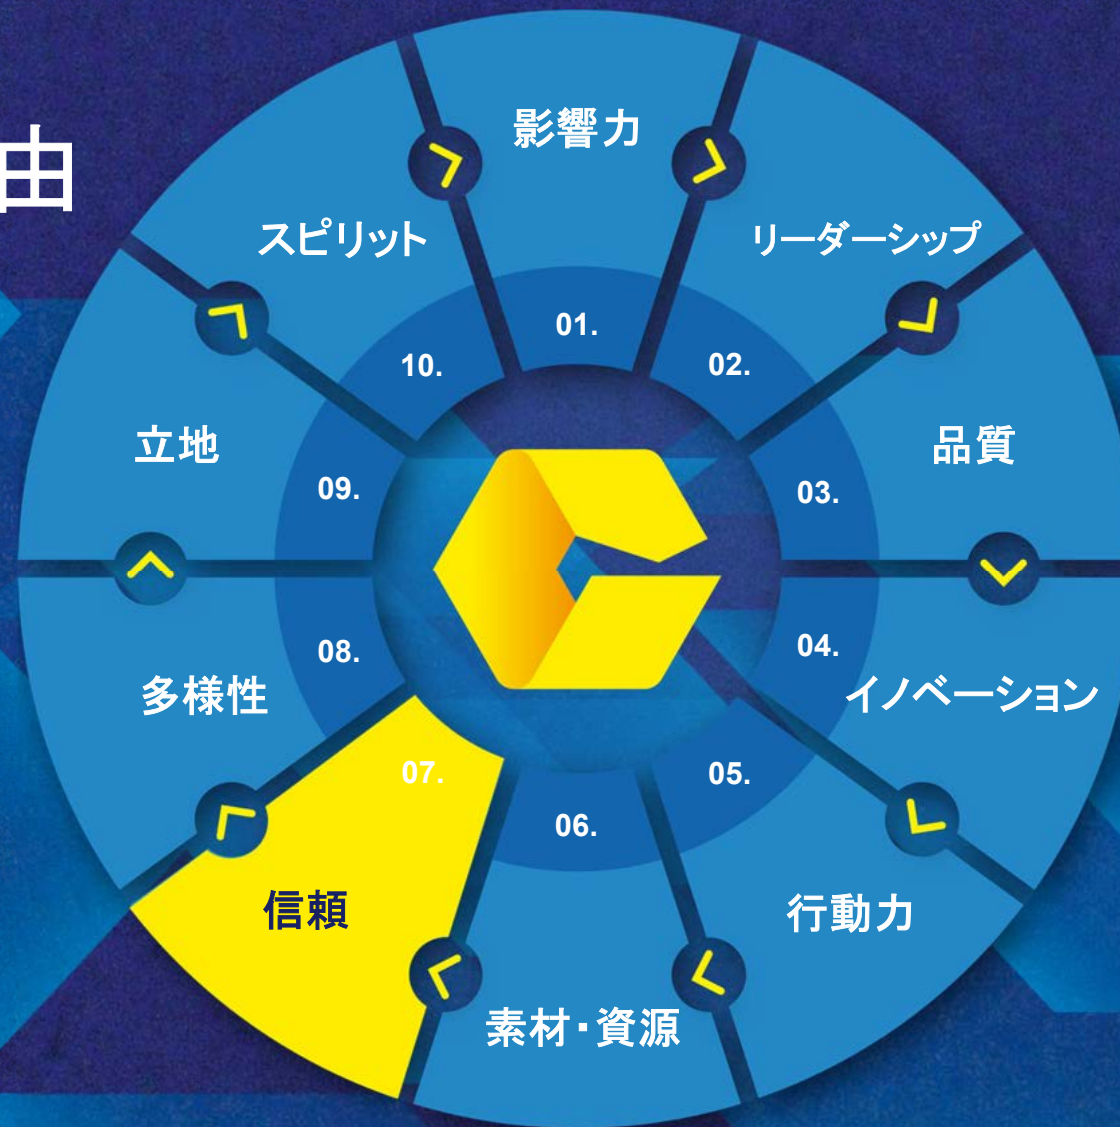 由
影響力
01.
リーダーシップ
02.
品質
03.
イノベーション
04.
行動力
05.
素材・資源
06.
信頼
07.
多様性
08.
立地
09.
スピリット
10.